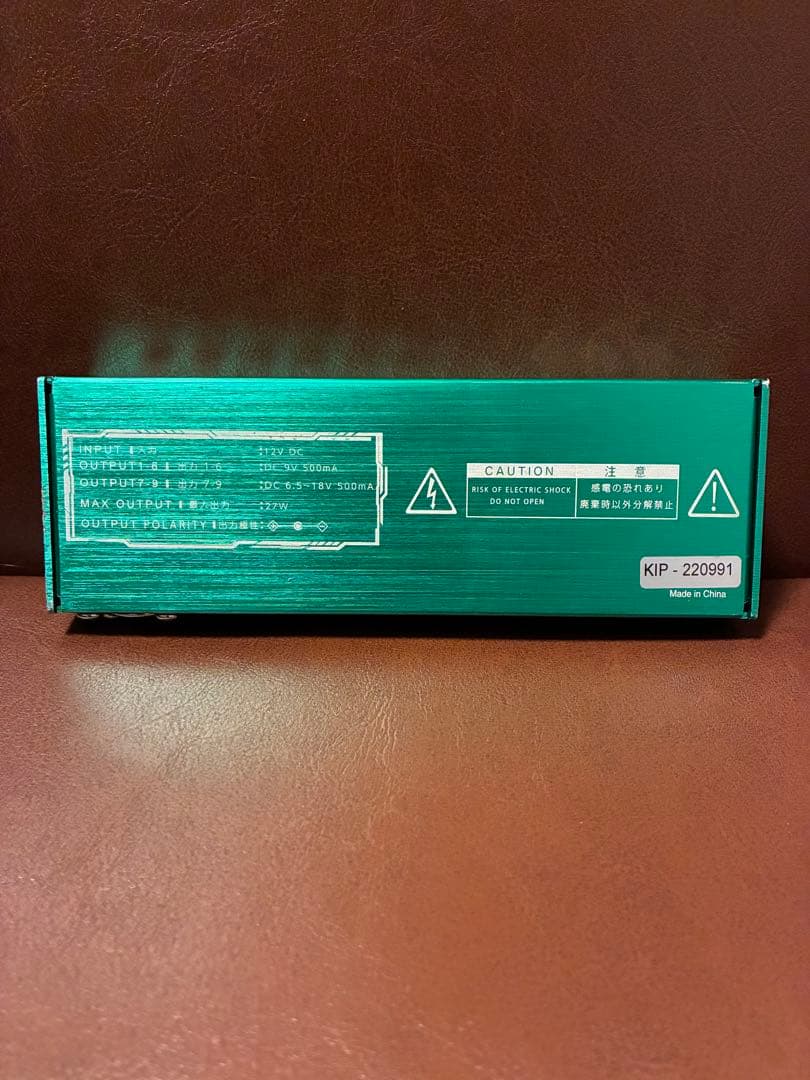 INPUT 入力 :12V DC
OUTPUT1-6 出力 1-6 :DC 9V 500mA
OUTPUT7-9 出力 7-9 :DC 6.5~18V 500mA
MAX OUTPUT 最大出力 :27W
OUTPUT POLARITY 出力極性:
CAUTION 注意
RISK OF ELECTRIC SHOCK
DO NOT OPEN
感電の恐れあり
廃棄時以外分解禁止
KIP - 220991
Made in China